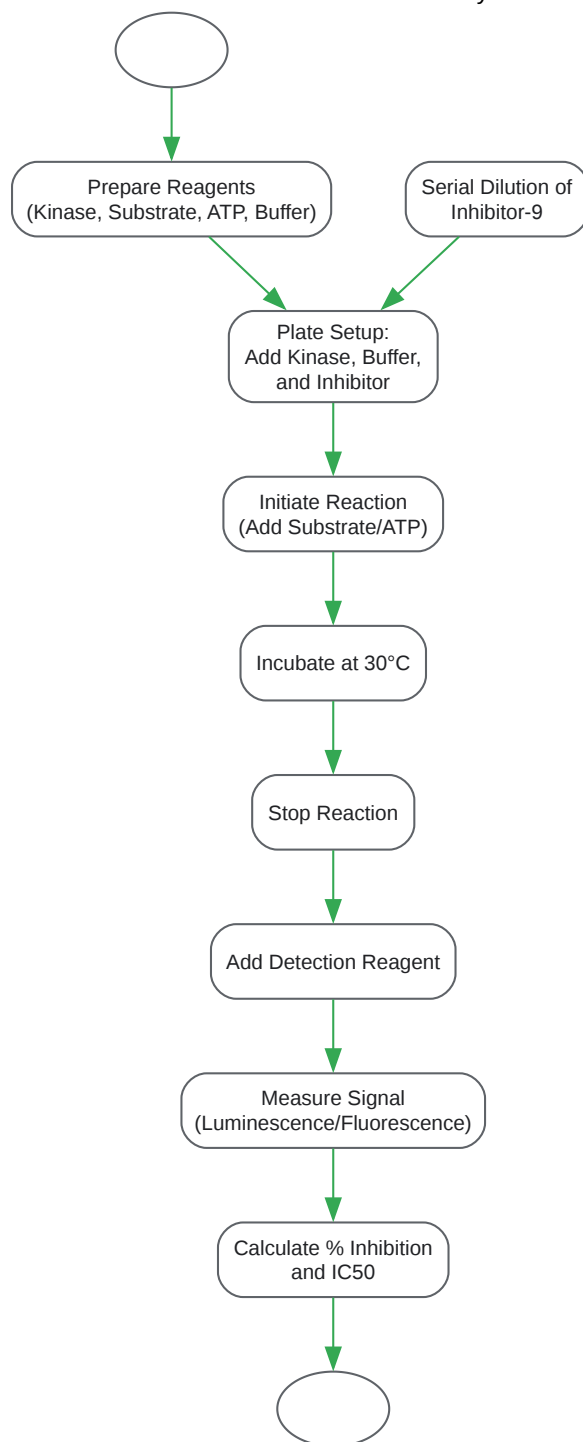 Prepare Reagents
(Kinase, Substrate, ATP, Buffer)
Serial Dilution of
Inhibitor-9
Plate Setup:
Add Kinase, Buffer,
and Inhibitor
Initiate Reaction
(Add Substrate/ATP)
Incubate at 30°C
Stop Reaction
Add Detection Reagent
Measure Signal
(Luminescence/Fluorescence)
Calculate % Inhibition
and IC50